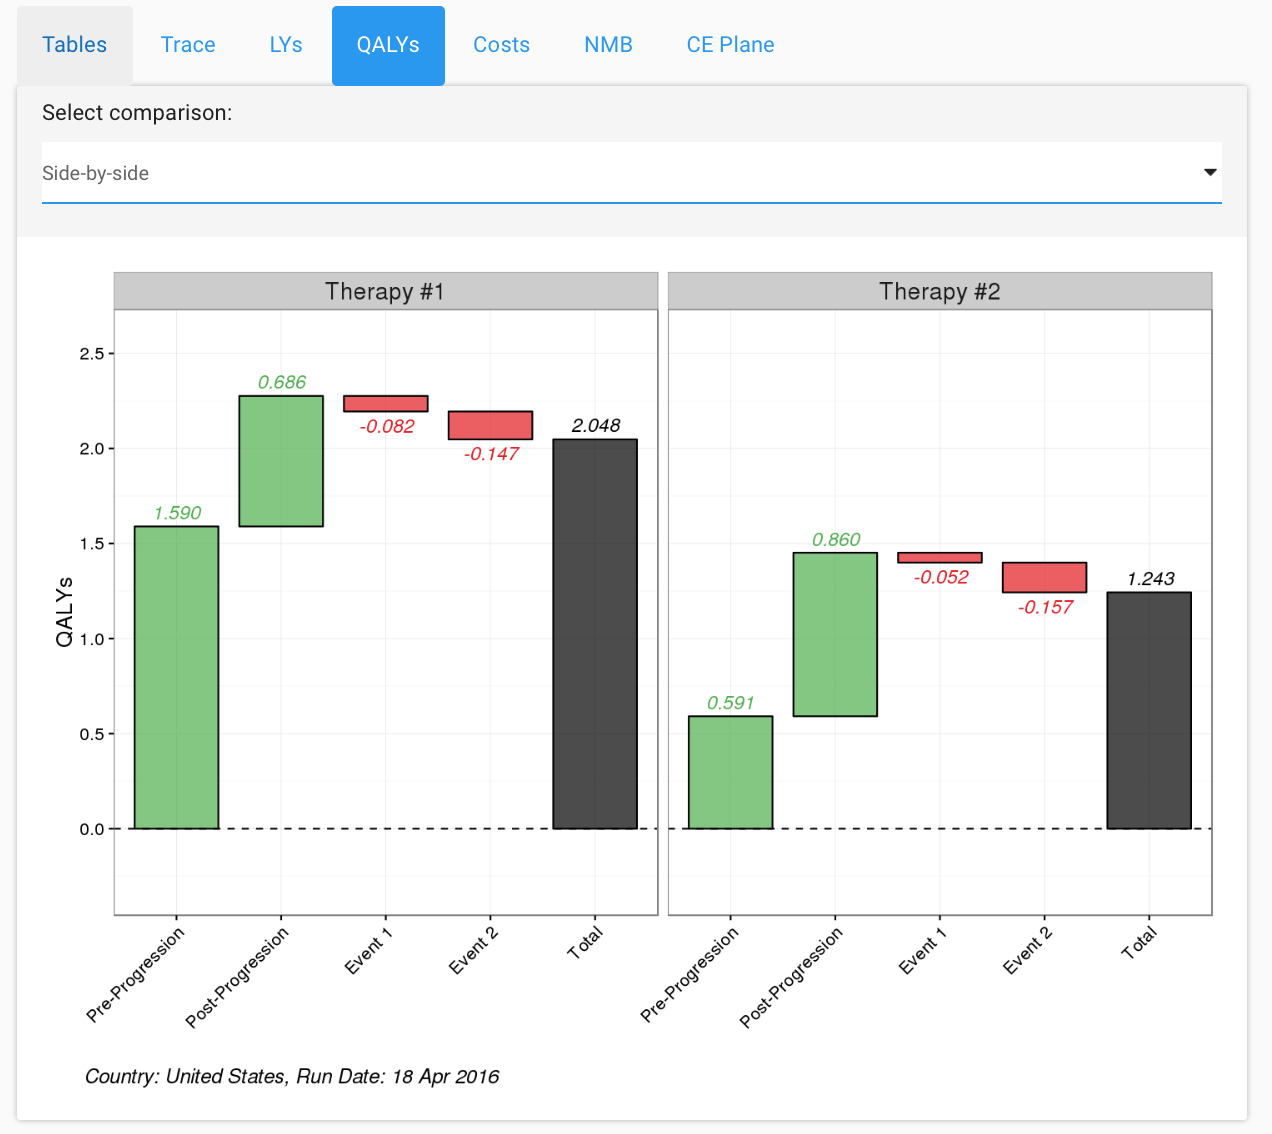 Tables Trace LYs QALYs Costs NMB CE Plane
Select comparison:
Side-by-side
Therapy #1 Therapy #2
QALYs
2.5
2.0
1.5
1.0
0.5
0.0
1.590
0.686
-0.082
-0.147
2.048
0.591
0.860
-0.052
-0.157
1.243
Pre-Progression Post-Progression Event 1 Event 2 Total
Pre-Progression Post-Progression Event 1 Event 2 Total
Country: United States, Run Date: 18 Apr 2016